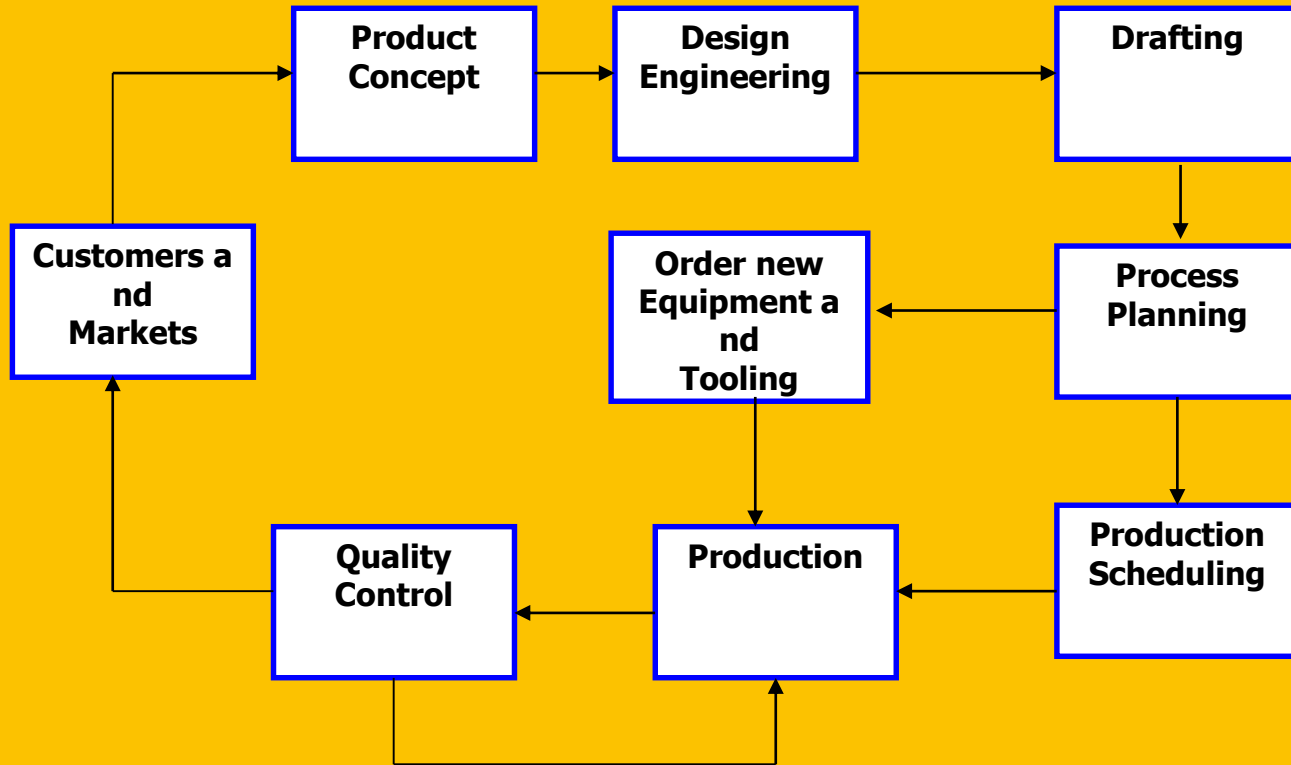 Product
Concept
Design
Engineering
Drafting
Customers a
nd
Markets
Order new
Equipment a
nd
Tooling
Process
Planning
Quality
Control
Production
Production
Scheduling